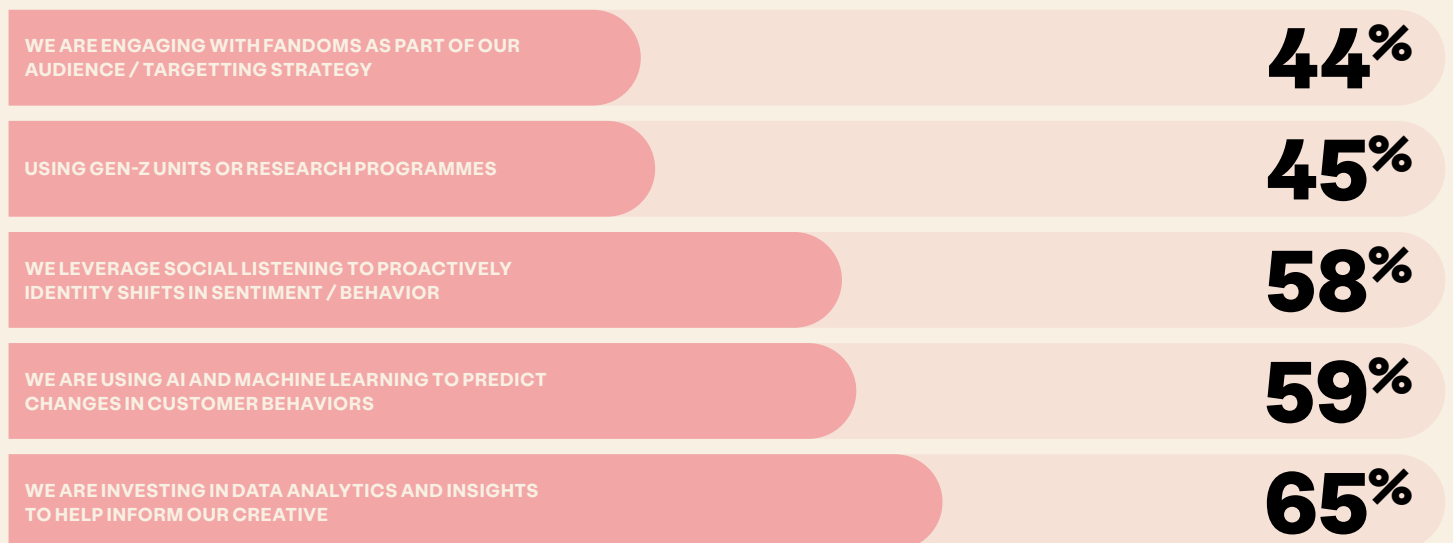 WE ARE ENGAGING WITH FANDOMS AS PART OF OUR
AUDIENCE / TARGETTING STRATEGY
44%
USING GEN-Z UNITS OR RESEARCH PROGRAMMES
45%
WE LEVERAGE SOCIAL LISTENING TO PROACTIVELY
IDENTITY SHIFTS IN SENTIMENT / BEHAVIOR
58%
WE ARE USING AI AND MACHINE LEARNING TO PREDICT
CHANGES IN CUSTOMER BEHAVIORS
59%
WE ARE INVESTING IN DATA ANALYTICS AND INSIGHTS
TO HELP INFORM OUR CREATIVE
65%